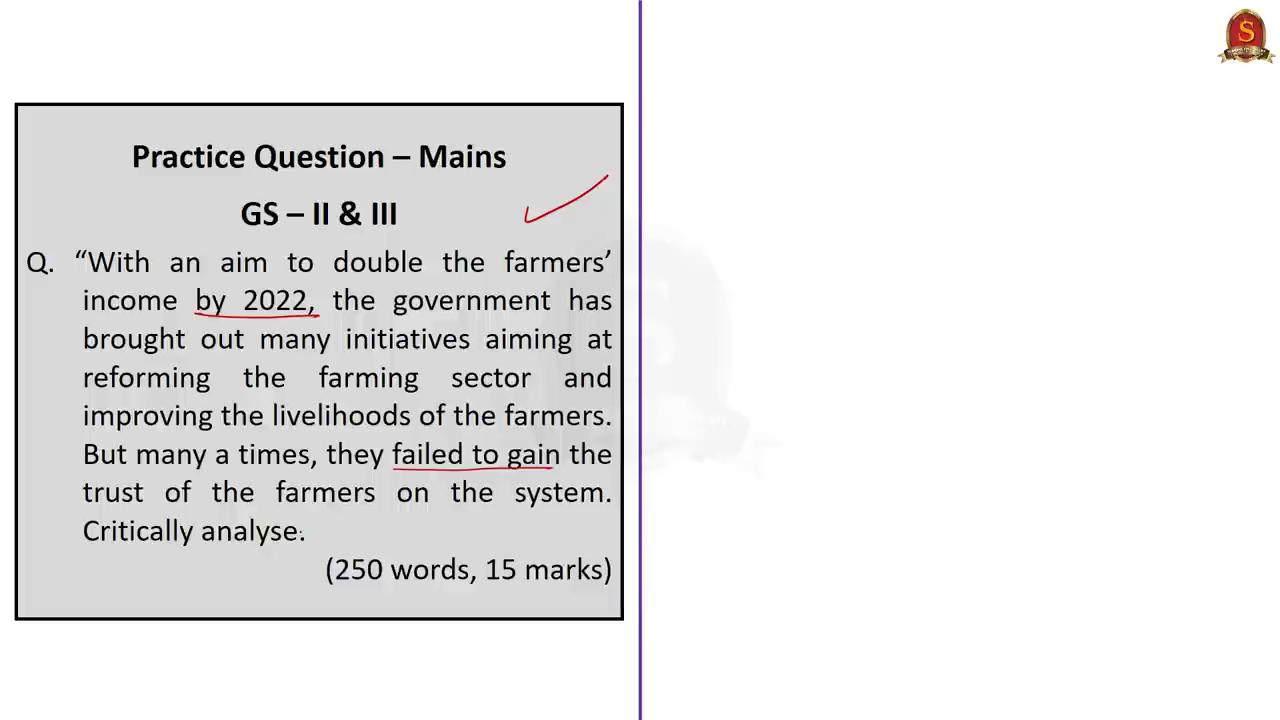 Practice Question – Mains
GS – II & III
Q. “With an aim to double the farmers’
income by 2022, the government has
brought out many initiatives aiming at
reforming the farming sector and
improving the livelihoods of the farmers.
But many a times, they failed to gain the
trust of the farmers on the system.
Critically analyse.
(250 words, 15 marks)
S